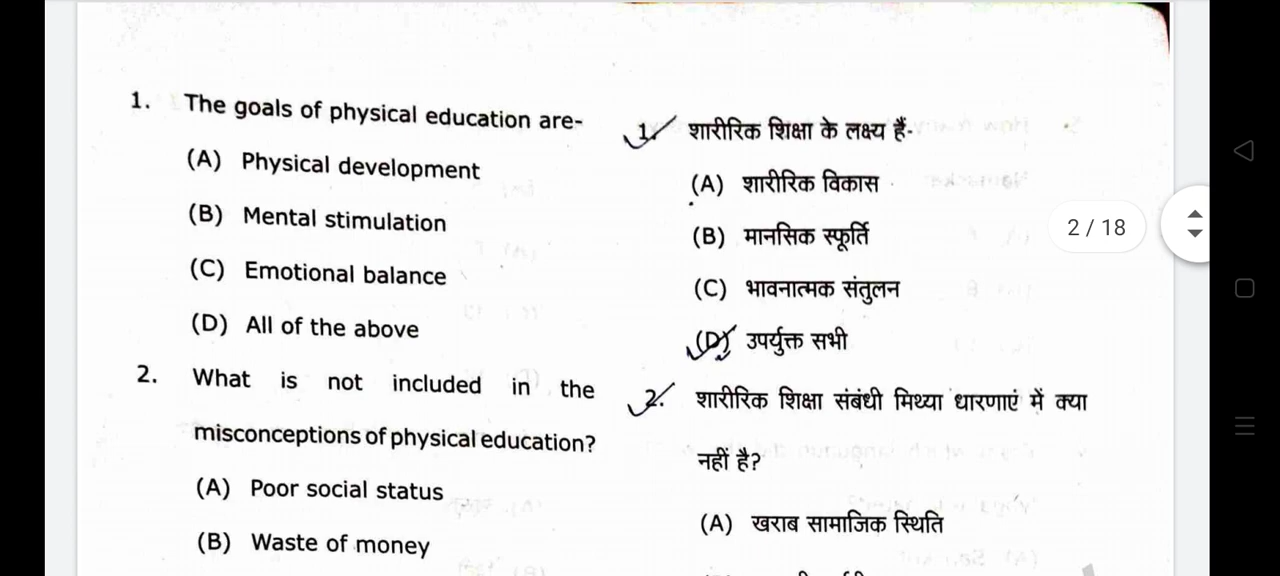 1. The goals of physical education are-
(A) Physical development
(B) Mental stimulation
(C) Emotional balance
(D) All of the above
2. What is not included in the
misconceptions of physical education?
(A) Poor social status
(B) Waste of money
1. शारीरिक शिक्षा के लक्ष्य हैं-
(A) शारीरिक विकास
(B) मानसिक स्फूर्ति
(C) भावनात्मक संतुलन
(D) उपर्युक्त सभी
2. शारीरिक शिक्षा संबंधी मिथ्या धारणाएं में क्या
नहीं है?
(A) खराब सामाजिक स्थिति
2 / 18